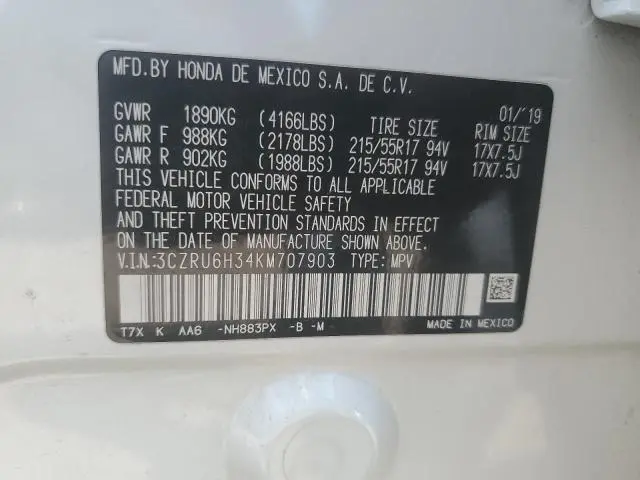 MFD.BY HONDA DE MEXICO S.A. DE C.V.
01/'19
GVWR 1890KG (4166LBS) TIRE SIZE RIM SIZE
GAWR F 988KG (2178LBS) 215/55R17 94V 17X7.5J
GAWR R 902KG (1988LBS) 215/55R17 94V 17X7.5J
THIS VEHICLE CONFORMS TO ALL APPLICABLE
FEDERAL MOTOR VEHICLE SAFETY
AND THEFT PREVENTION STANDARDS IN EFFECT
ON THE DATE OF MANUFACTURE SHOWN ABOVE.
V.I.N.:3CZRU6H34KM707903 TYPE: MPV
T7X K AA6 -NH883PX -B -M MADE IN MEXICO